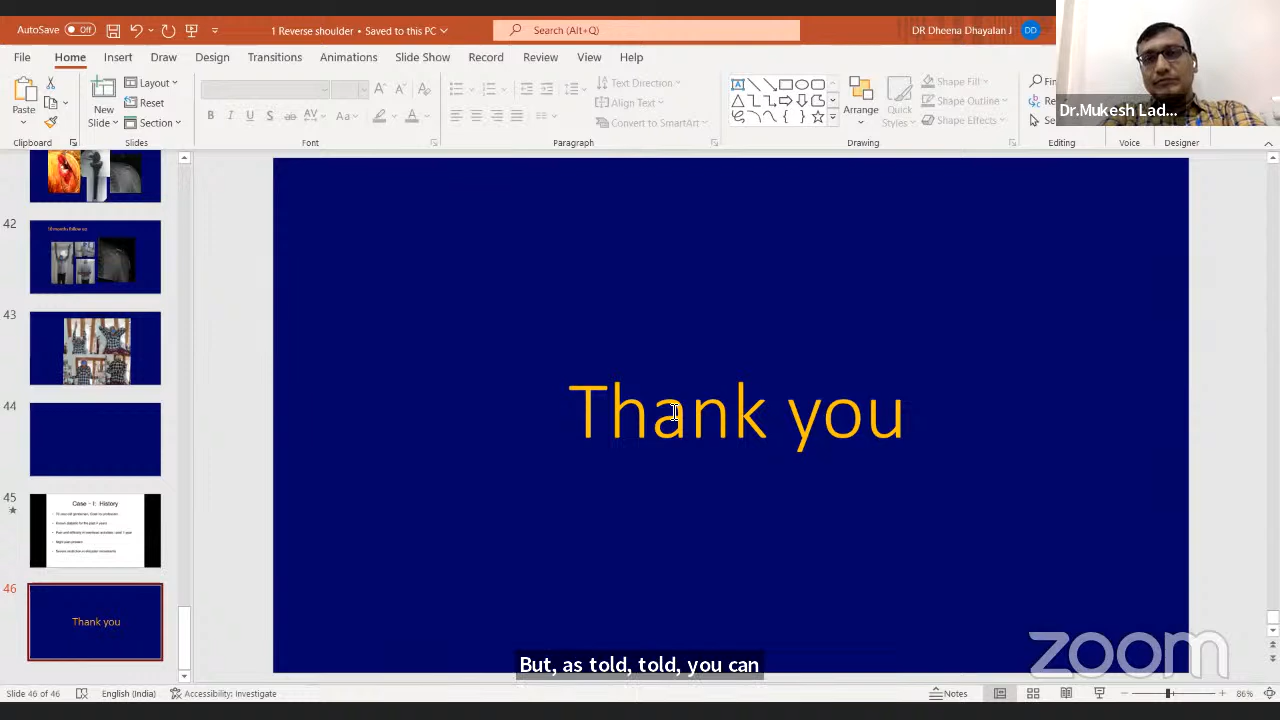 AutoSave Off
1 Reverse shoulder • Saved to this PC
Search (Alt+Q)
DR Dheena Dhayalan J
DD
File Home Insert Draw Design Transitions Animations Slide Show Record Review View Help
Paste
New
Slide
Layout
Reset
Section
Text Direction
Align Text
Convert to SmartArt
Arrange
Quick
Styles
Shape Fill
Shape Outline
Shape Effects
Dr.Mukesh Lad...
Clipboard Slides Font Paragraph Drawing Editing Voice Designer
42
43
44
45
Case - I: History
46
Thank you
Thank you
zoom
But, as told, told, you can
Slide 46 of 46
English (India)
Accessibility: Investigate
Notes
86%